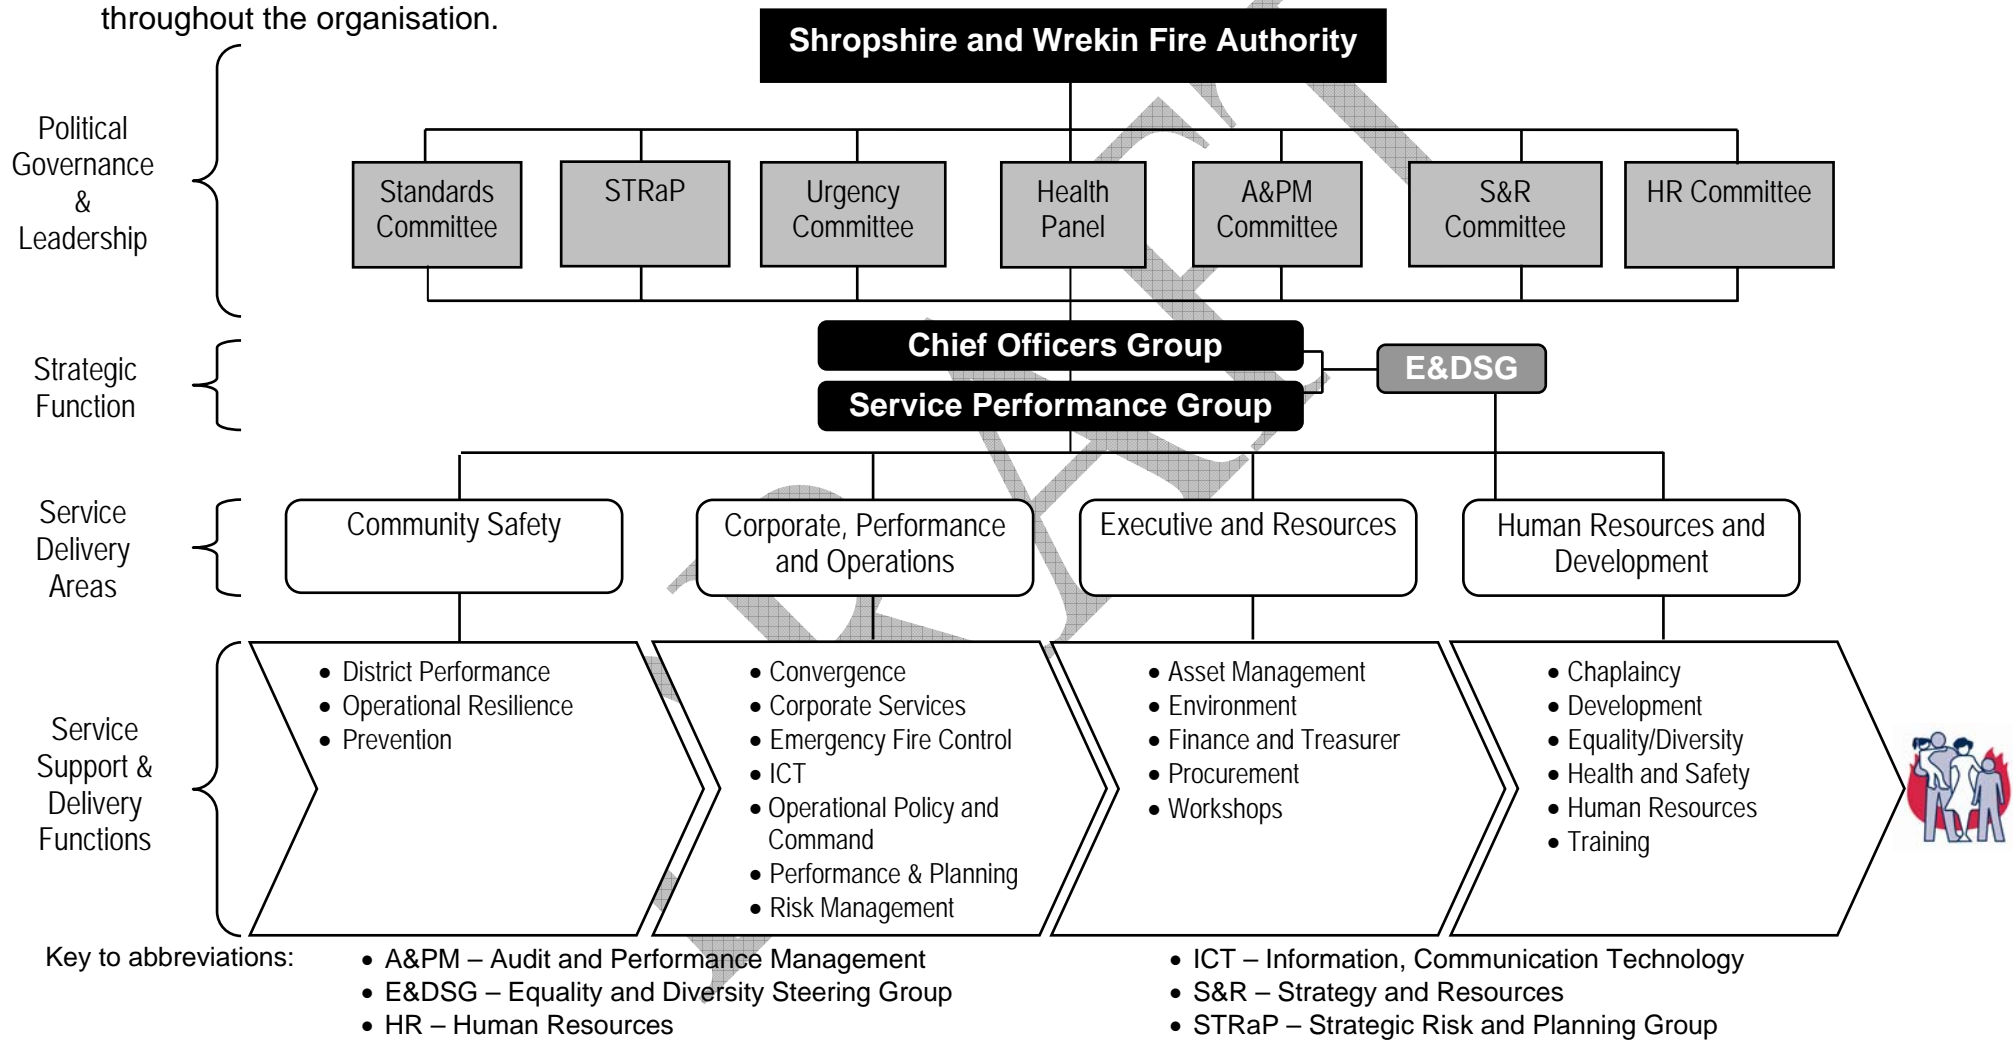 throughout the organisation.
Shropshire and Wrekin Fire Authority
Political
Governance
&
Leadership
Standards
Committee
STRaP
Urgency
Committee
Health
Panel
A&PM
Committee
S&R
Committee
HR Committee
Strategic
Function
Chief Officers Group
Service Performance Group
E&DSG
Service
Delivery
Areas
Community Safety
Corporate, Performance
and Operations
Executive and Resources
Human Resources and
Development
Service
Support &
Delivery
Functions
• District Performance
• Operational Resilience
• Prevention
• Convergence
• Corporate Services
• Emergency Fire Control
• ICT
• Operational Policy and
Command
• Performance & Planning
• Risk Management
• Asset Management
• Environment
• Finance and Treasurer
• Procurement
• Workshops
• Chaplaincy
• Development
• Equality/Diversity
• Health and Safety
• Human Resources
• Training
Key to abbreviations:
• A&PM – Audit and Performance Management
• E&DSG – Equality and Diversity Steering Group
• HR – Human Resources
• ICT – Information, Communication Technology
• S&R – Strategy and Resources
• STRaP – Strategic Risk and Planning Group
DRAFT